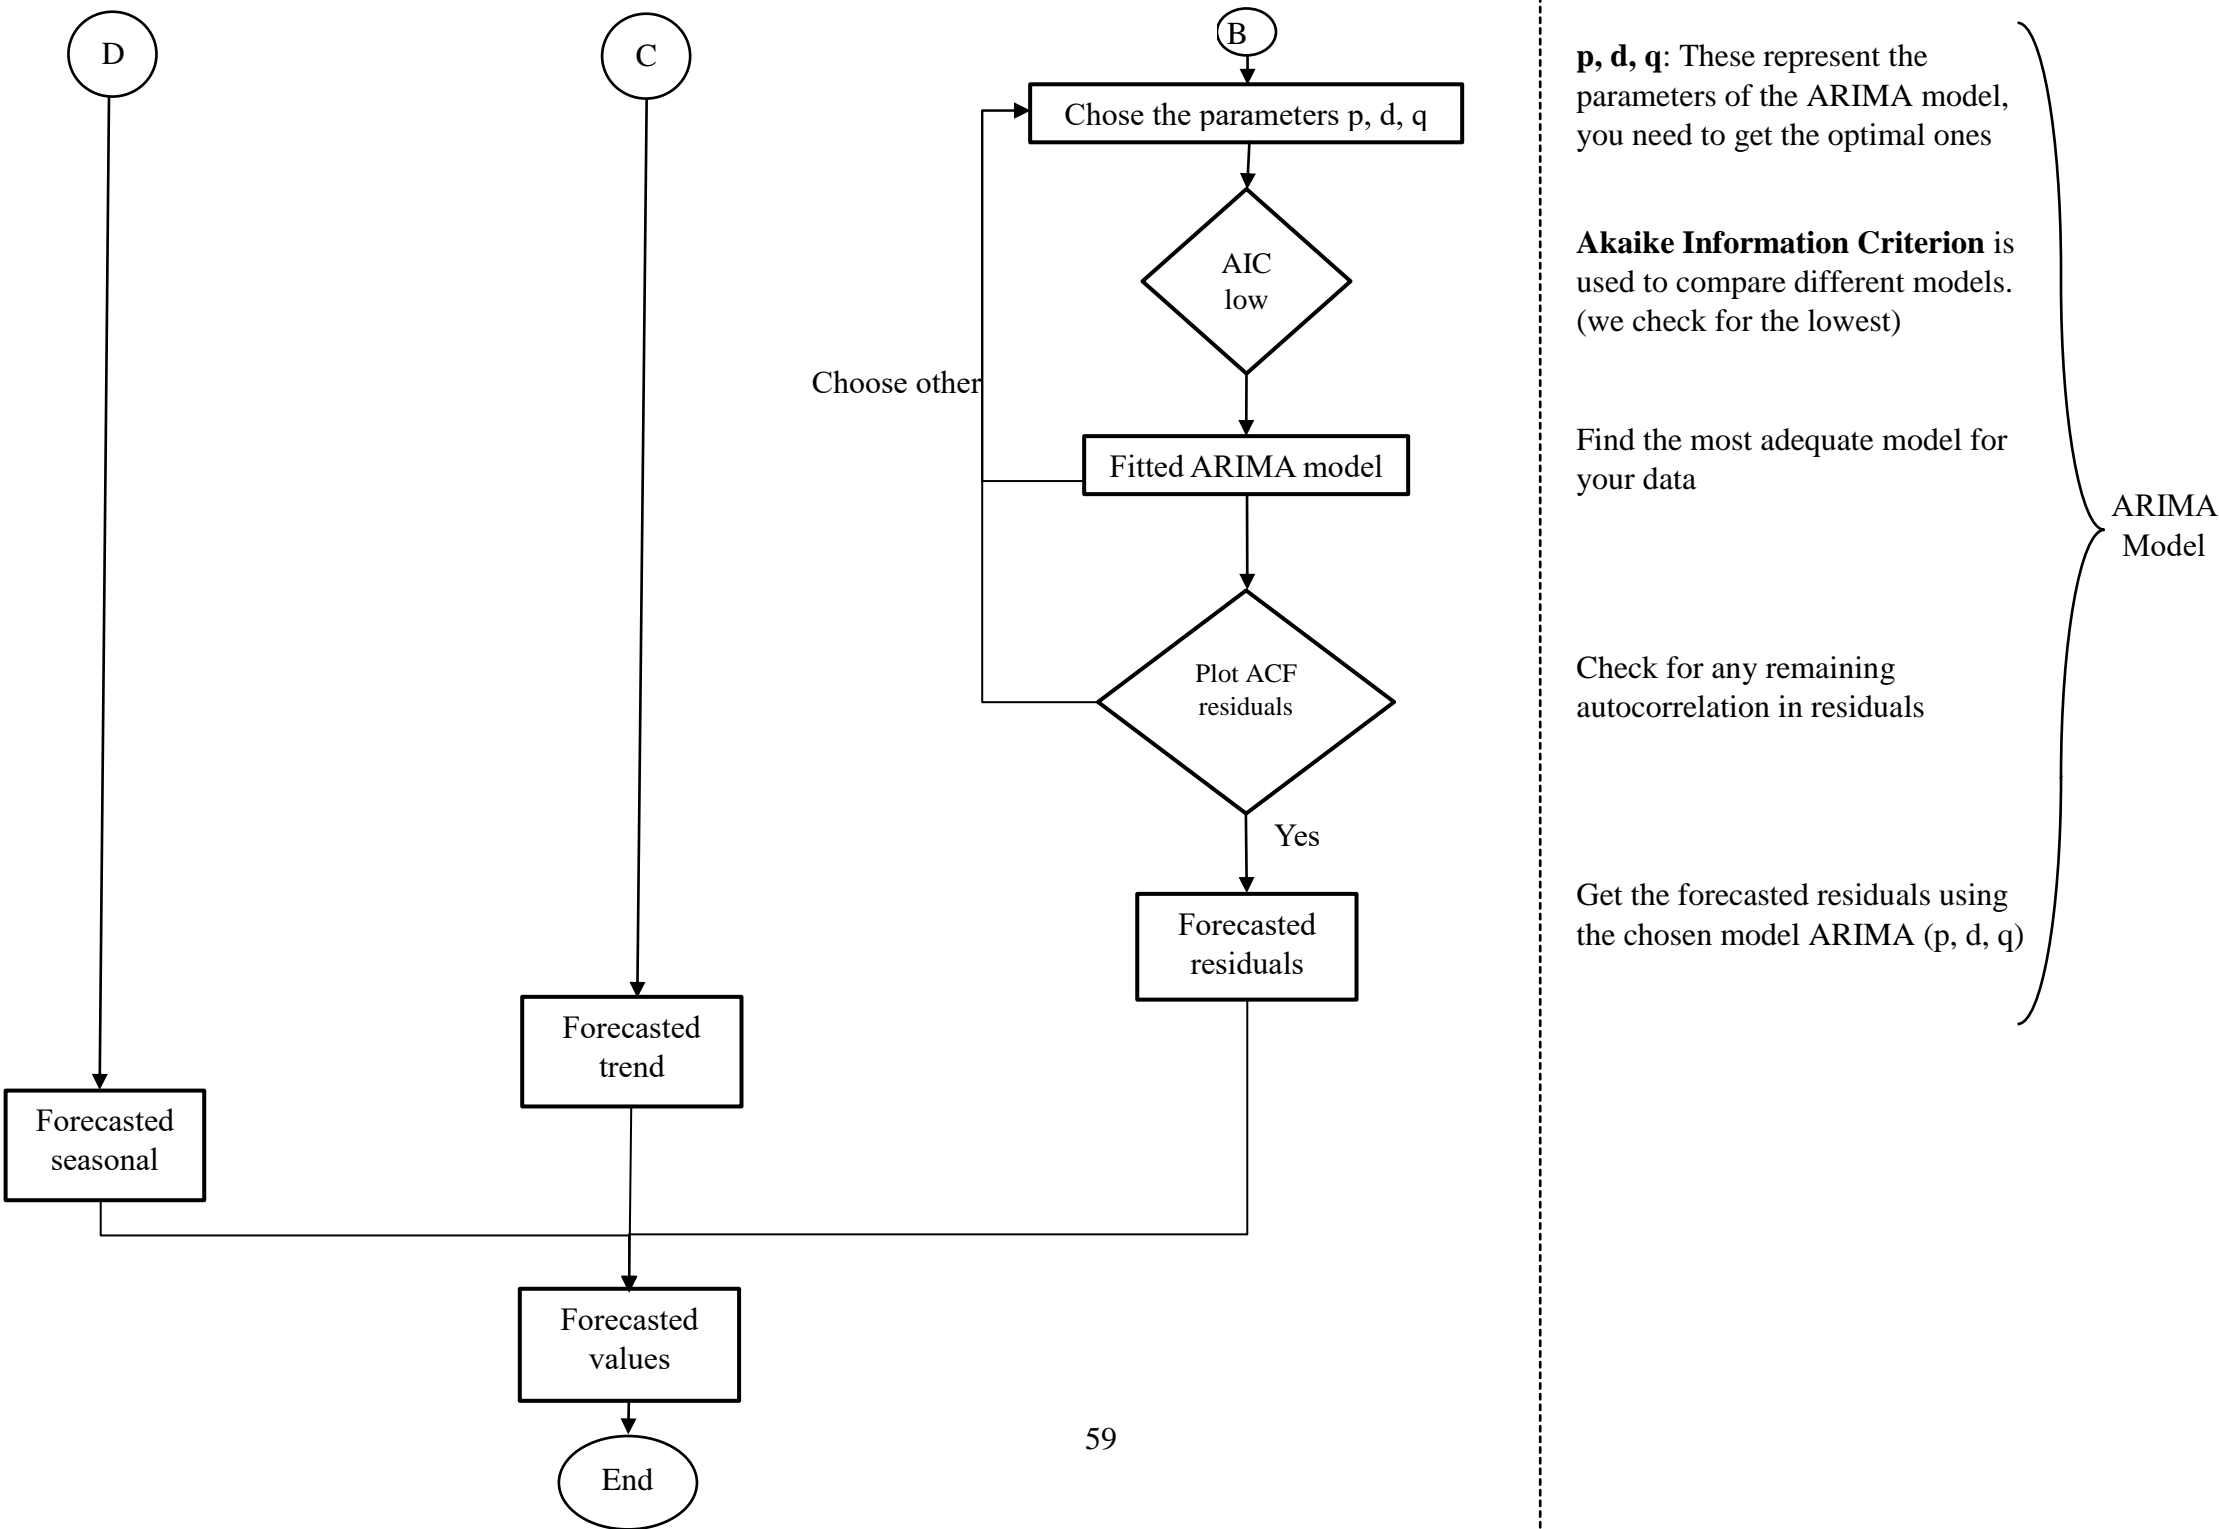 D
C
B
Chose the parameters p, d, q
AIC
low
Choose other
Fitted ARIMA model
Plot ACF
residuals
Yes
Forecasted
residuals
Forecasted
trend
Forecasted
seasonal
Forecasted
values
End
59
p, d, q: These represent the
parameters of the ARIMA model,
you need to get the optimal ones
Akaike Information Criterion is
used to compare different models.
(we check for the lowest)
Find the most adequate model for
your data
Check for any remaining
autocorrelation in residuals
Get the forecasted residuals using
the chosen model ARIMA (p, d, q)
ARIMA
Model